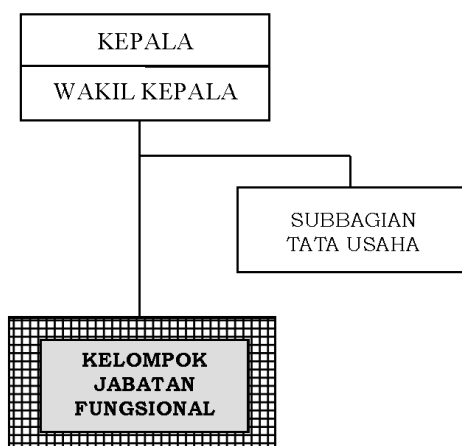 KEPALA
WAKIL KEPALA
SUBBAGIAN
TATA USAHA
KELOMPOK
JABATAN
FUNGSIONAL